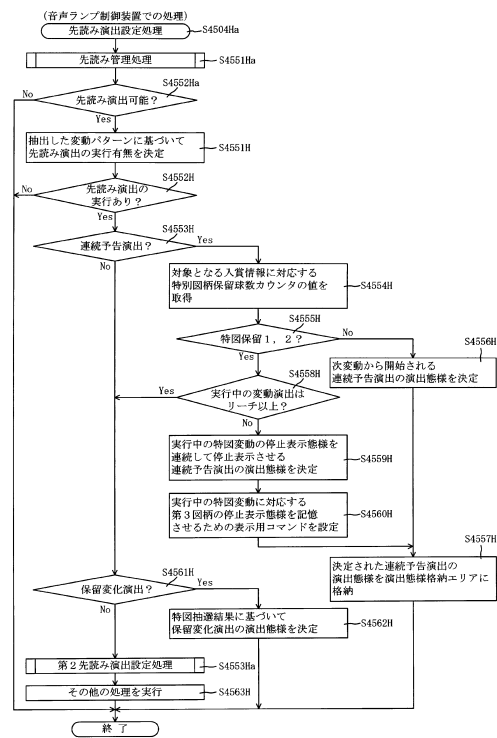 (音声ランプ制御装置での処理)
先読み演出設定処理
S4504Ha
先読み管理処理
S4551Ha
先読み演出可能？
S4552Ha
No
Yes
抽出した変動パターンに基づいて
先読み演出の実行有無を決定
S4551H
先読み演出の
実行あり？
S4552H
No
Yes
連続予告演出？
S4553H
Yes
No
対象となる入賞情報に対応する
特別図柄保留球数カウンタの値を
取得
S4554H
特図保留１，２？
S4555H
No
Yes
次変動から開始される
連続予告演出の演出態様を決定
S4556H
実行中の変動演出は
リーチ以上？
S4558H
Yes
No
実行中の特図変動の停止表示態様を
連続して停止表示させる
連続予告演出の演出態様を決定
S4559H
実行中の特図変動に対応する
第３図柄の停止表示態様を記憶
させるための表示用コマンドを設定
S4560H
決定された連続予告演出の
演出態様を演出態様格納エリアに
格納
S4557H
保留変化演出？
S4561H
Yes
No
特図抽選結果に基づいて
保留変化演出の演出態様を決定
S4562H
第２先読み演出設定処理
S4553Ha
その他の処理を実行
S4563H
終了